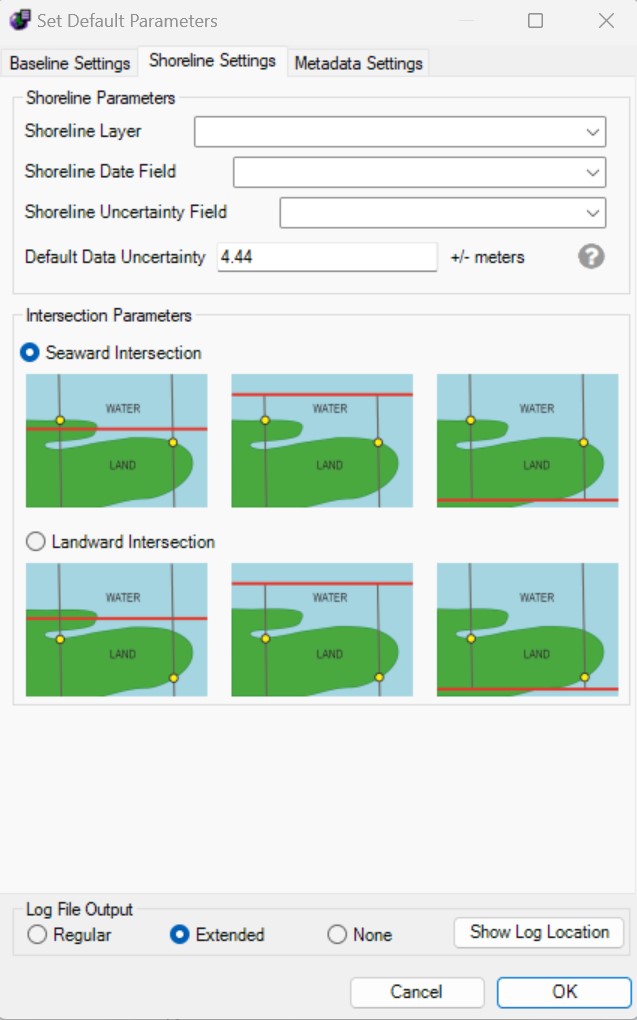 Set Default Parameters
Baseline Settings Shoreline Settings Metadata Settings
Shoreline Parameters
Shoreline Layer
Shoreline Date Field
Shoreline Uncertainty Field
Default Data Uncertainty 4.44 +/- meters ?
Intersection Parameters
Seaward Intersection
WATER WATER WATER
LAND LAND LAND
Landward Intersection
WATER WATER WATER
LAND LAND LAND
Log File Output
Regular Extended None Show Log Location
Cancel OK